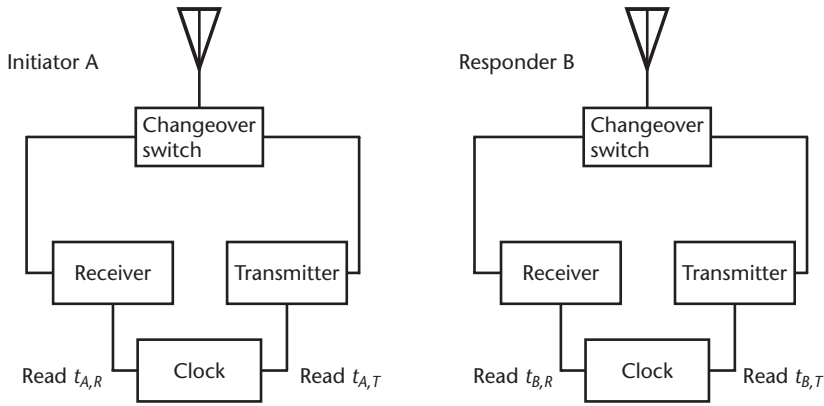 Initiator A
Changeover
switch
Receiver
Transmitter
Clock
Read t_{A,R}
Read t_{A,T}
Responder B
Changeover
switch
Receiver
Transmitter
Clock
Read t_{B,R}
Read t_{B,T}